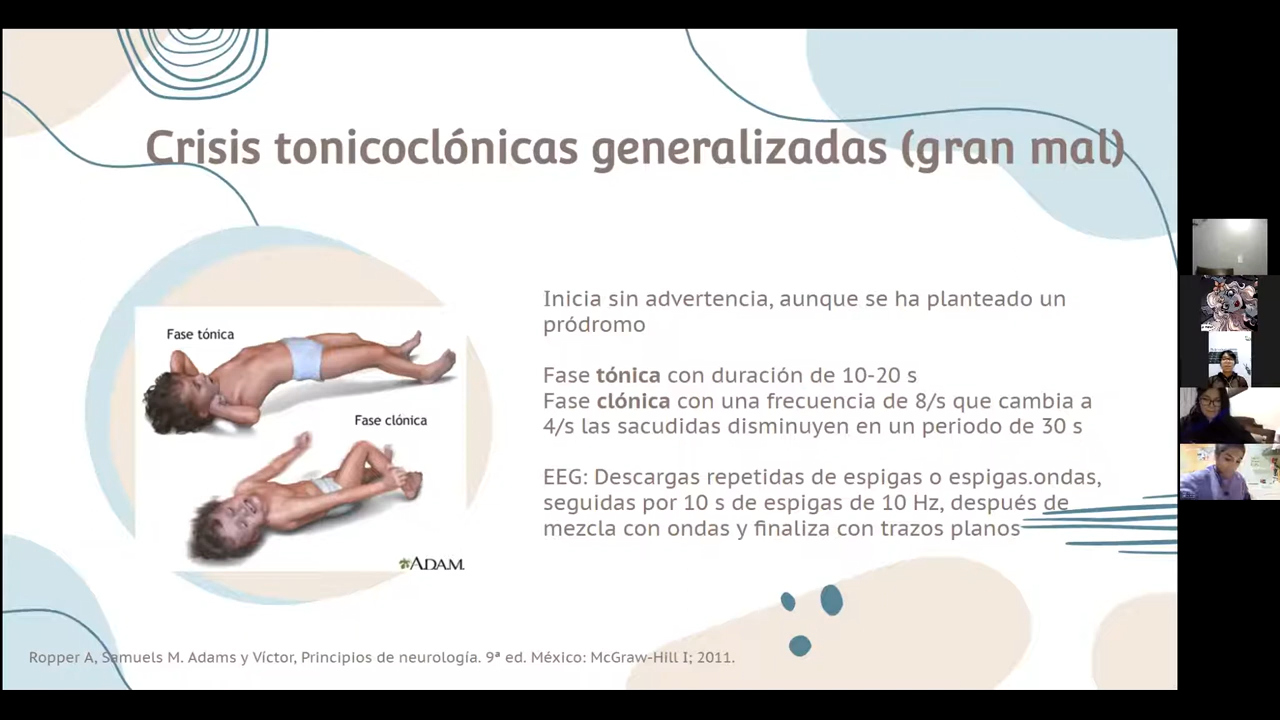 Crisis tonicoclónicas generalizadas (gran mal)
Fase tónica
Fase clónica
ADAM.
Inicia sin advertencia, aunque se ha planteado un
pródromo
Fase tónica con duración de 10-20 s
Fase clónica con una frecuencia de 8/s que cambia a
4/s las sacudidas disminuyen en un periodo de 30 s
EEG: Descargas repetidas de espigas o espigas.ondas,
seguidas por 10 s de espigas de 10 Hz, después de
mezcla con ondas y finaliza con trazos planos
Ropper A, Samuels M. Adams y Víctor, Principios de neurología. 9ª ed. México: McGraw-Hill I; 2011.